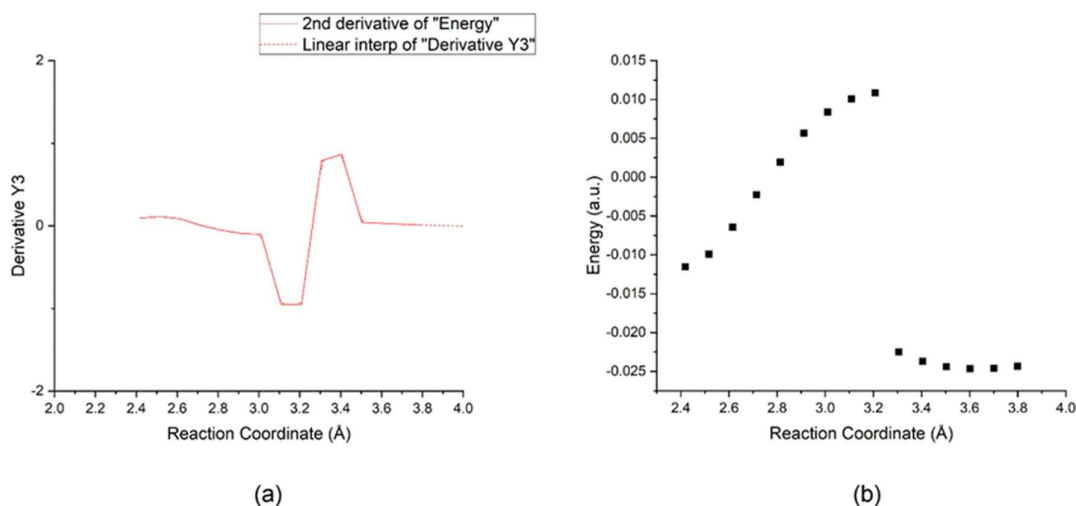 2nd derivative of "Energy"
Linear interp of "Derivative Y3"
2
0
-2
Derivative Y3
2.0 2.2 2.4 2.6 2.8 3.0 3.2 3.4 3.6 3.8 4.0
Reaction Coordinate (Å)
(a)
0.015
0.010
0.005
0.000
-0.005
-0.010
-0.015
-0.020
-0.025
Energy (a.u.)
2.4 2.6 2.8 3.0 3.2 3.4 3.6 3.8 4.0
Reaction Coordinate (Å)
(b)